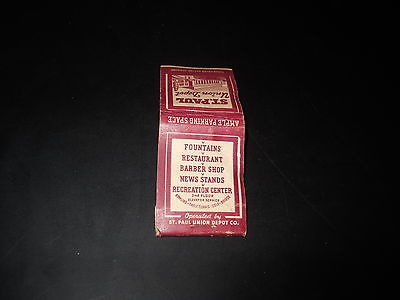 ST. PAUL
Union Depot
AMPLE PARKING SPACE
FOUNTAINS
RESTAURANT
BARBER SHOP
NEWS STANDS
RECREATION CENTER
2nd FLOOR
ELEVATOR SERVICE
Operated by
ST. PAUL UNION DEPOT CO.